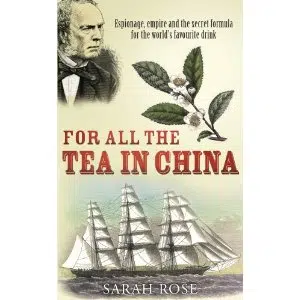 Espionage, empire and the secret formula
for the world's favourite drink
FOR ALL THE
TEA IN CHINA
SARAH ROSE